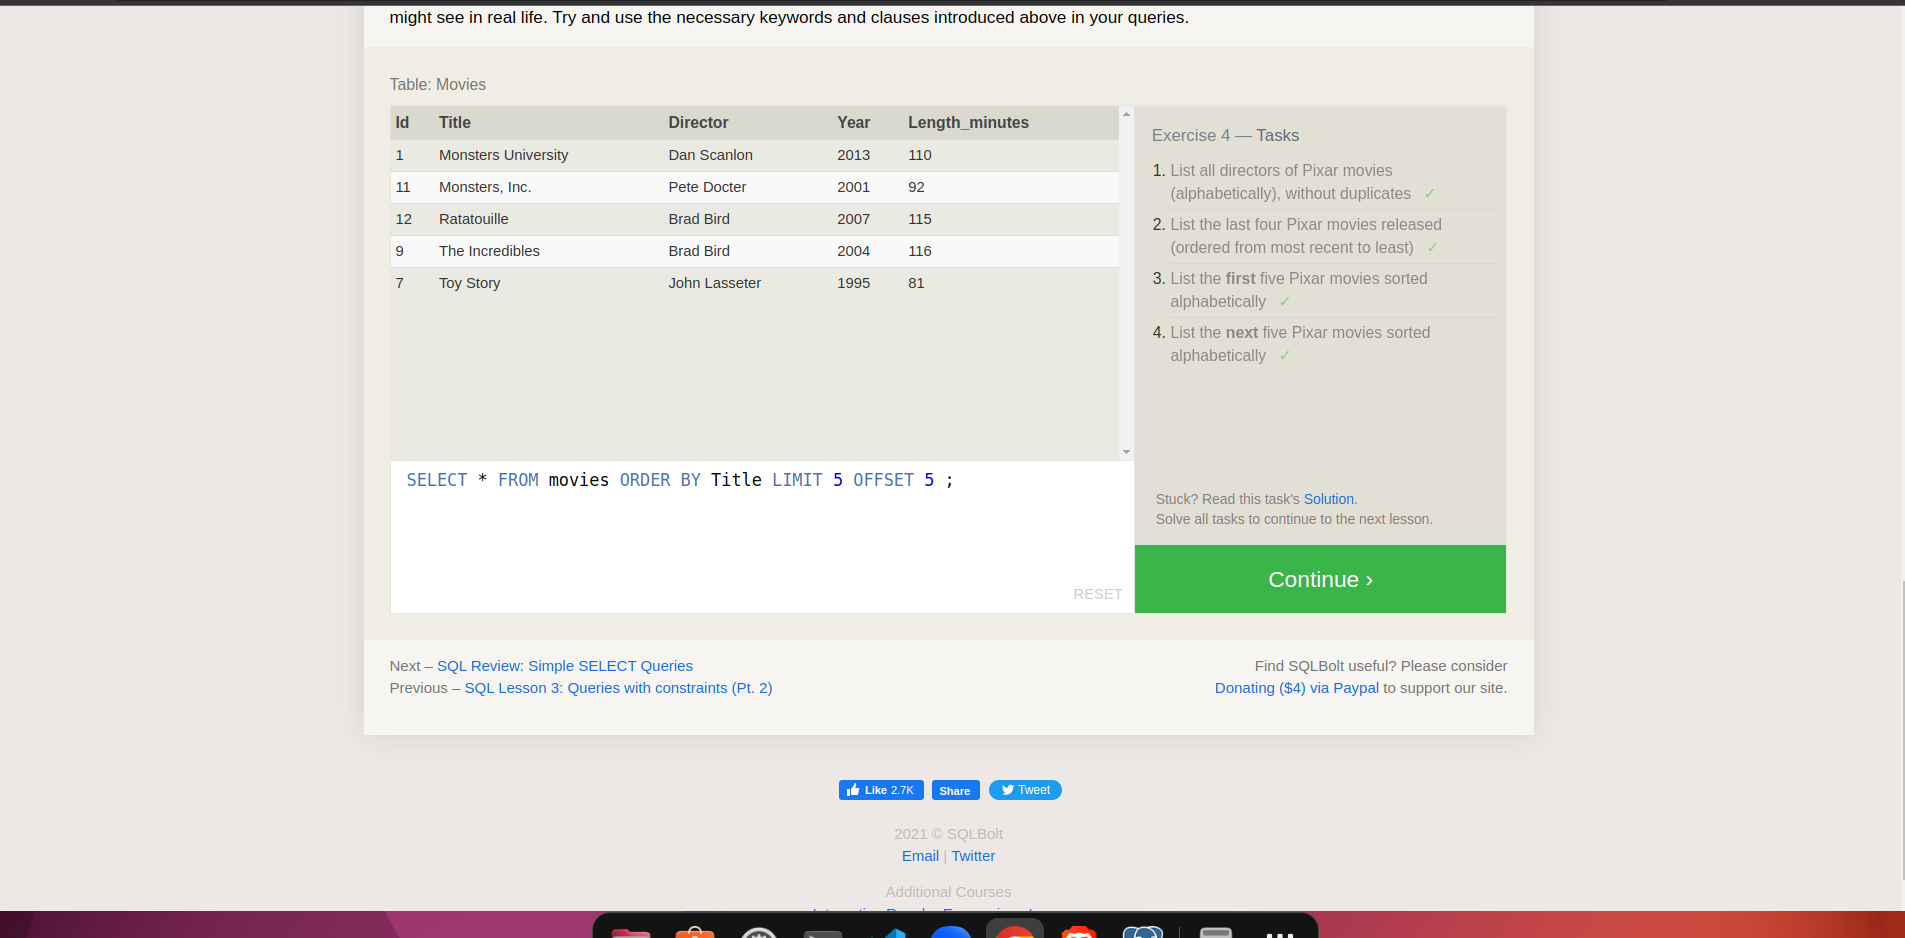 might see in real life. Try and use the necessary keywords and clauses introduced above in your queries.
Table: Movies
Id Title Director Year Length_minutes
1 Monsters University Dan Scanlon 2013 110
11 Monsters, Inc. Pete Docter 2001 92
12 Ratatouille Brad Bird 2007 115
9 The Incredibles Brad Bird 2004 116
7 Toy Story John Lasseter 1995 81
SELECT * FROM movies ORDER BY Title LIMIT 5 OFFSET 5 ;
RESET
Exercise 4 — Tasks
1. List all directors of Pixar movies
(alphabetically), without duplicates ✓
2. List the last four Pixar movies released
(ordered from most recent to least) ✓
3. List the first five Pixar movies sorted
alphabetically ✓
4. List the next five Pixar movies sorted
alphabetically ✓
Stuck? Read this task's Solution.
Solve all tasks to continue to the next lesson.
Continue ›
Next – SQL Review: Simple SELECT Queries
Previous – SQL Lesson 3: Queries with constraints (Pt. 2)
Find SQLBolt useful? Please consider
Donating ($4) via Paypal to support our site.
Like 2.7K Share Tweet
2021 © SQLBolt
Email | Twitter
Additional Courses